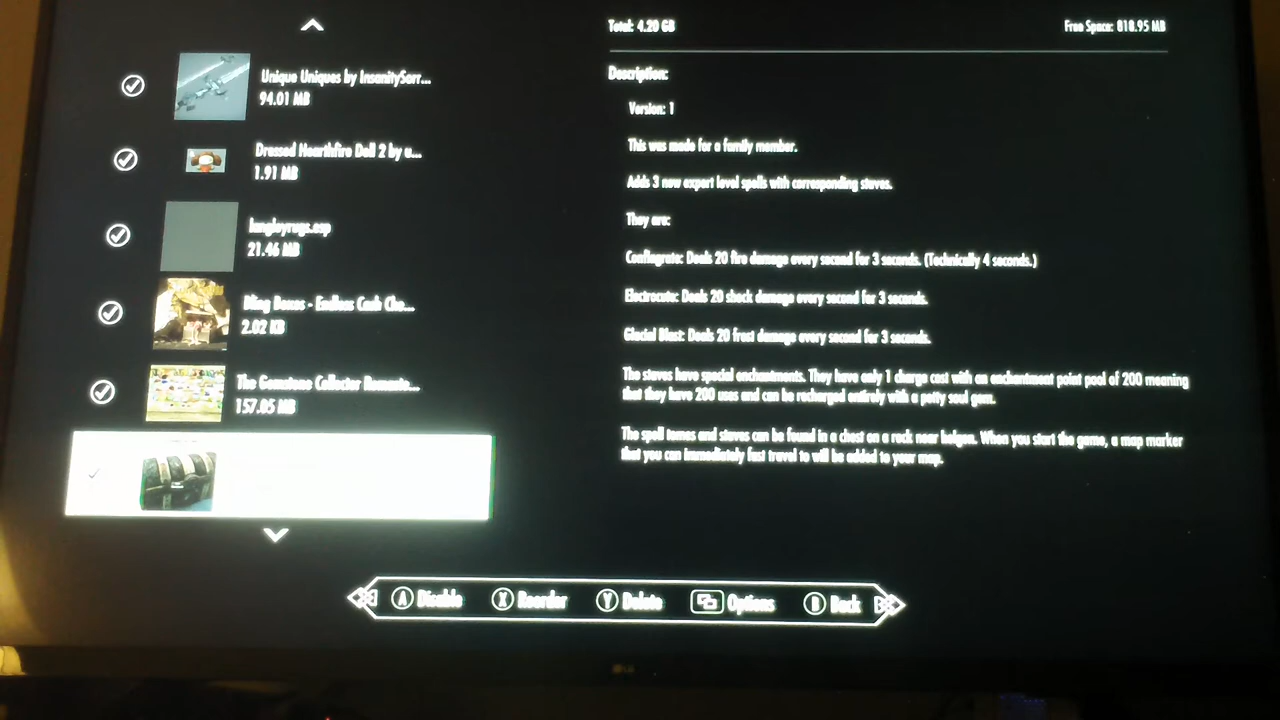 Total: 4.20 GB
Free Space: 818.95 MB
Unique Uniques by InsanitySorr...
94.01 MB
Dressed Hearthfire Doll 2 by u...
1.91 MB
21.46 MB
Bling Boxes - Endless Cash Che...
2.02 KB
The Gemstone Collector Remaste...
157.05 MB
Description:
Version: 1
This was made for a family member.
Adds 3 new expert level spells with corresponding staves.
They are:
Conflagrate: Deals 20 fire damage every second for 3 seconds. (Technically 4 seconds.)
Electrocute: Deals 20 shock damage every second for 3 seconds.
Glacial Blast: Deals 20 frost damage every second for 3 seconds.
The staves have special enchantments. They have only 1 charge cost with an enchantment point pool of 200 meaning
that they have 200 uses and can be recharged entirely with a petty soul gem.
The spell tomes and staves can be found in a chest on a rock near helgen. When you start the game, a map marker
that you can immediately fast travel to will be added to your map.
A Disable X Reorder Y Delete Options B Back
LG